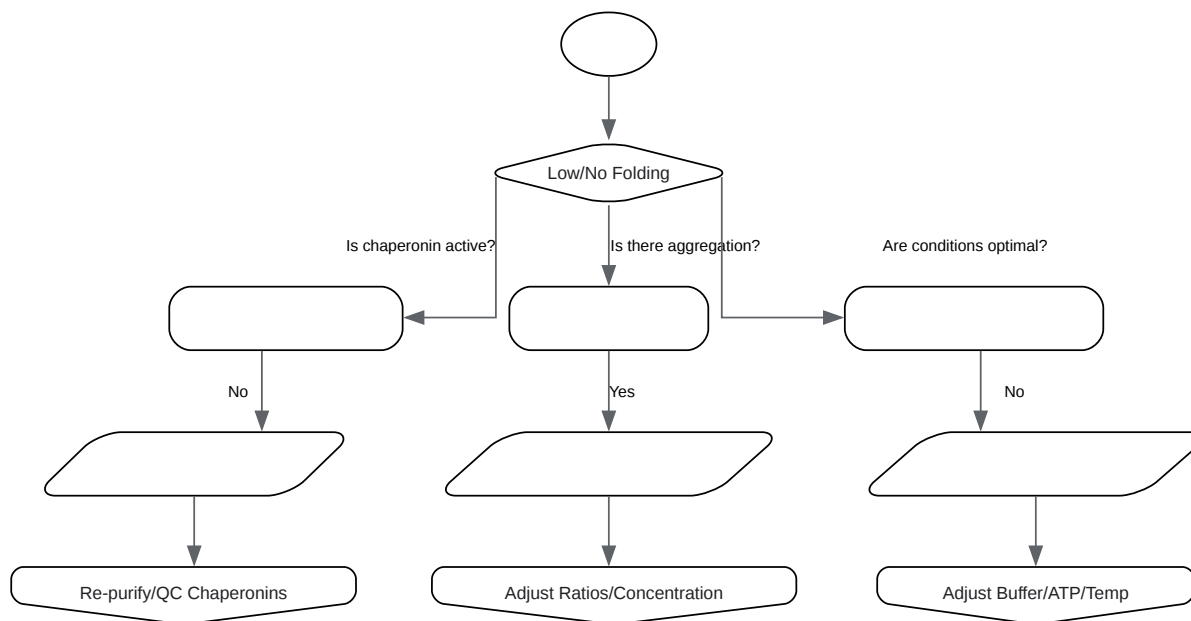 Low/No Folding
Is chaperonin active?
Is there aggregation?
Are conditions optimal?
No
Yes
No
Re-purify/QC Chaperonins
Adjust Ratios/Concentration
Adjust Buffer/ATP/Temp